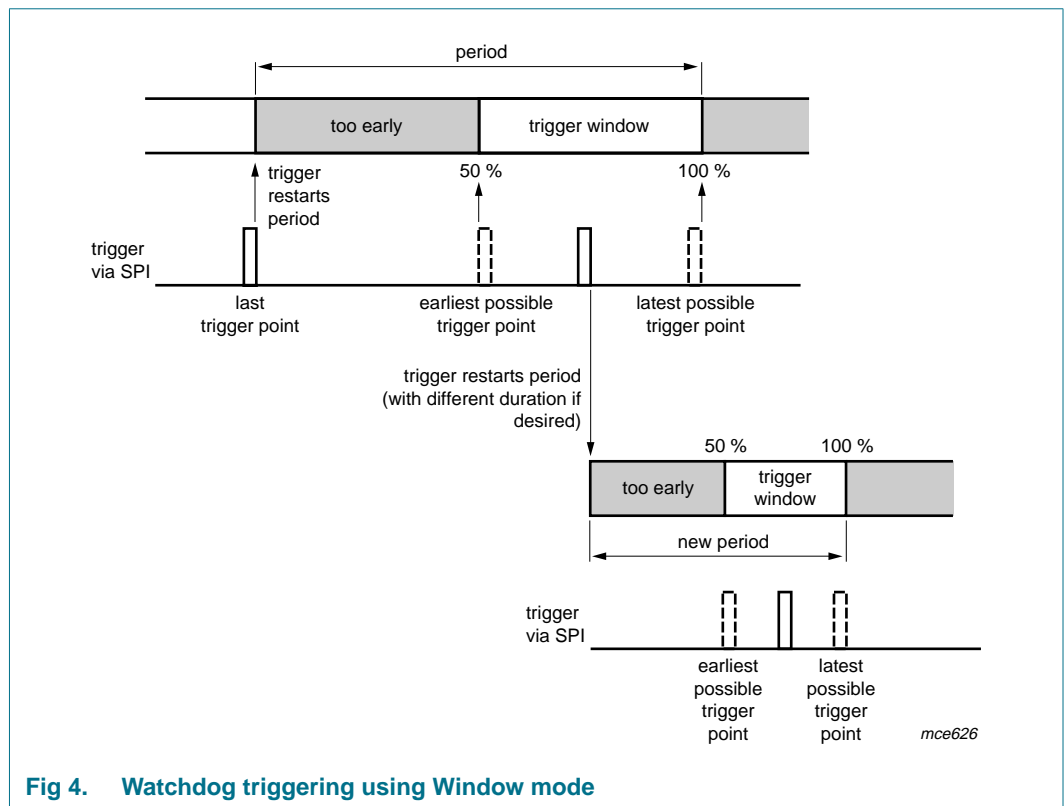 period
too early
trigger window
trigger
restarts
period
50 %
100 %
trigger
via SPI
last
trigger point
earliest possible
trigger point
latest possible
trigger point
trigger restarts period
(with different duration if
desired)
50 %
100 %
too early
trigger
window
new period
trigger
via SPI
earliest
possible
trigger
point
latest
possible
trigger
point
mce626
Fig 4. Watchdog triggering using Window mode